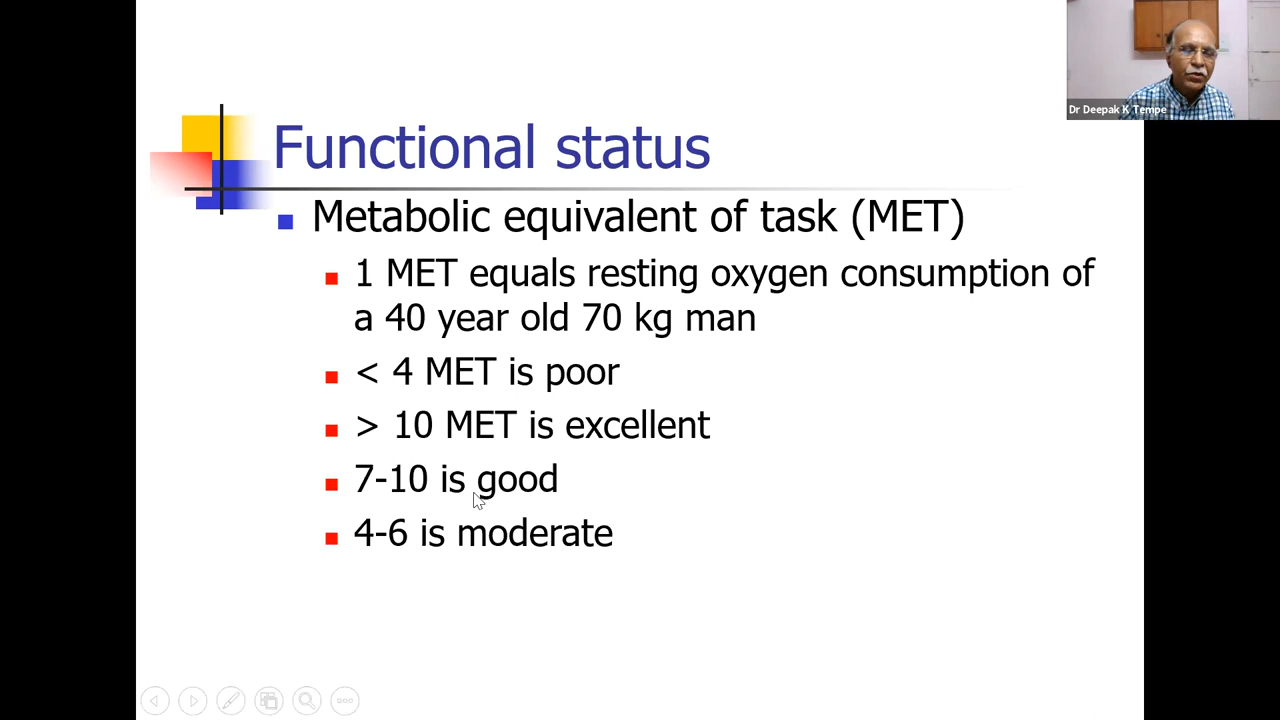 Dr Deepak K Tempe
Functional status
Metabolic equivalent of task (MET)
1 MET equals resting oxygen consumption of
a 40 year old 70 kg man
< 4 MET is poor
> 10 MET is excellent
7-10 is good
4-6 is moderate